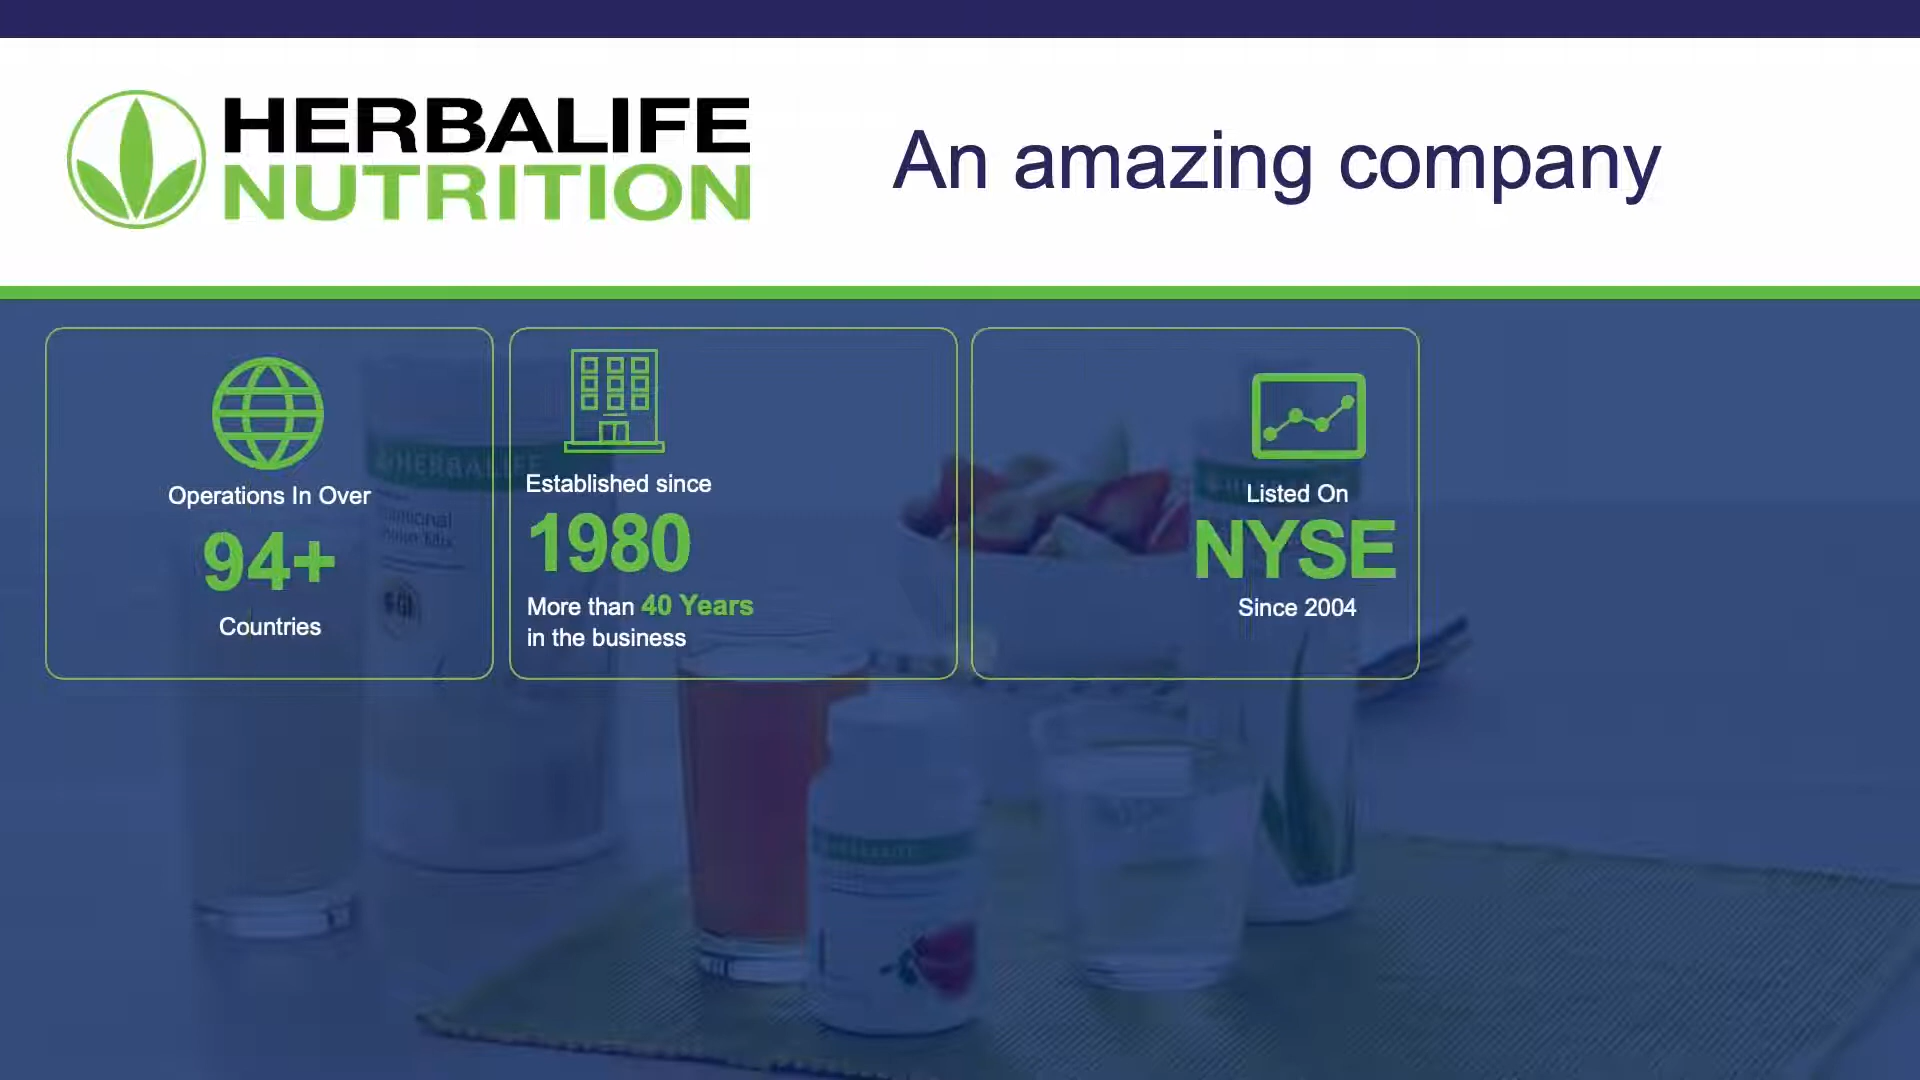 HERBALIFE
NUTRITION
An amazing company
Operations In Over
94+
Countries
Established since
1980
More than 40 Years
in the business
Listed On
NYSE
Since 2004
HERBALIFE